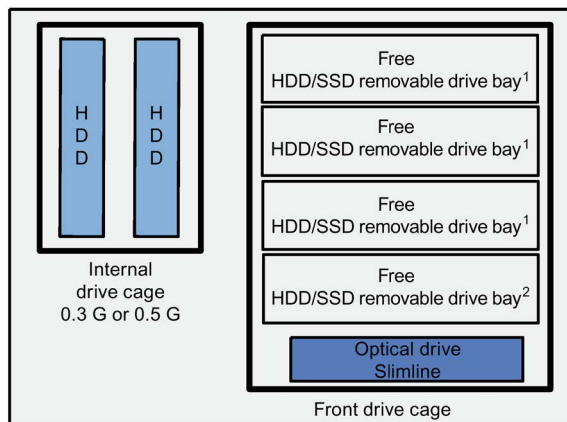 H
D
D
H
D
D
Internal
drive cage
0.3 G or 0.5 G
Free
HDD/SSD removable drive bay¹
Free
HDD/SSD removable drive bay¹
Free
HDD/SSD removable drive bay¹
Free
HDD/SSD removable drive bay²
Optical drive
Slimline
Front drive cage